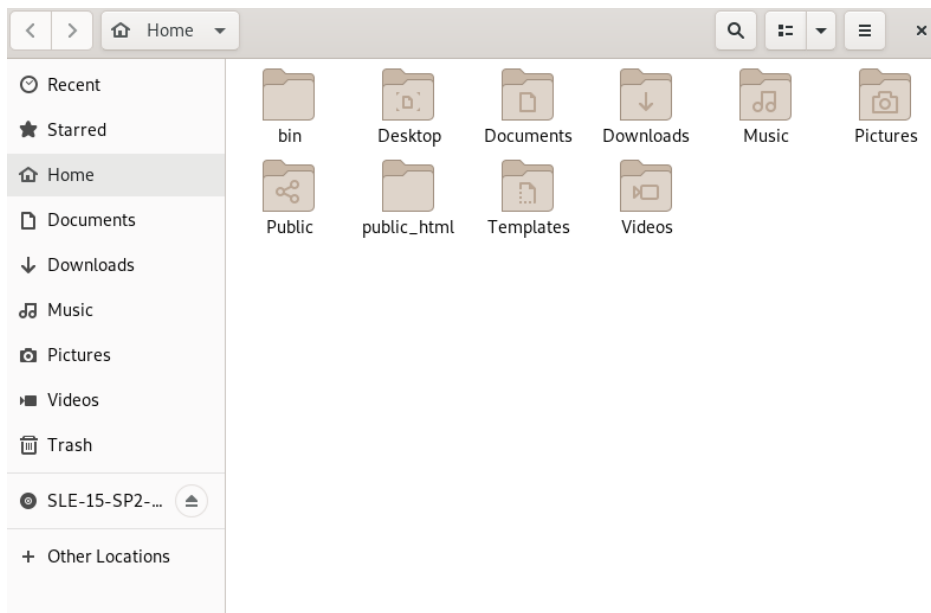 Home
Recent
Starred
Home
Documents
Downloads
Music
Pictures
Videos
Trash
SLE-15-SP2-...
Other Locations
bin
Desktop
Documents
Downloads
Music
Pictures
Public
public_html
Templates
Videos